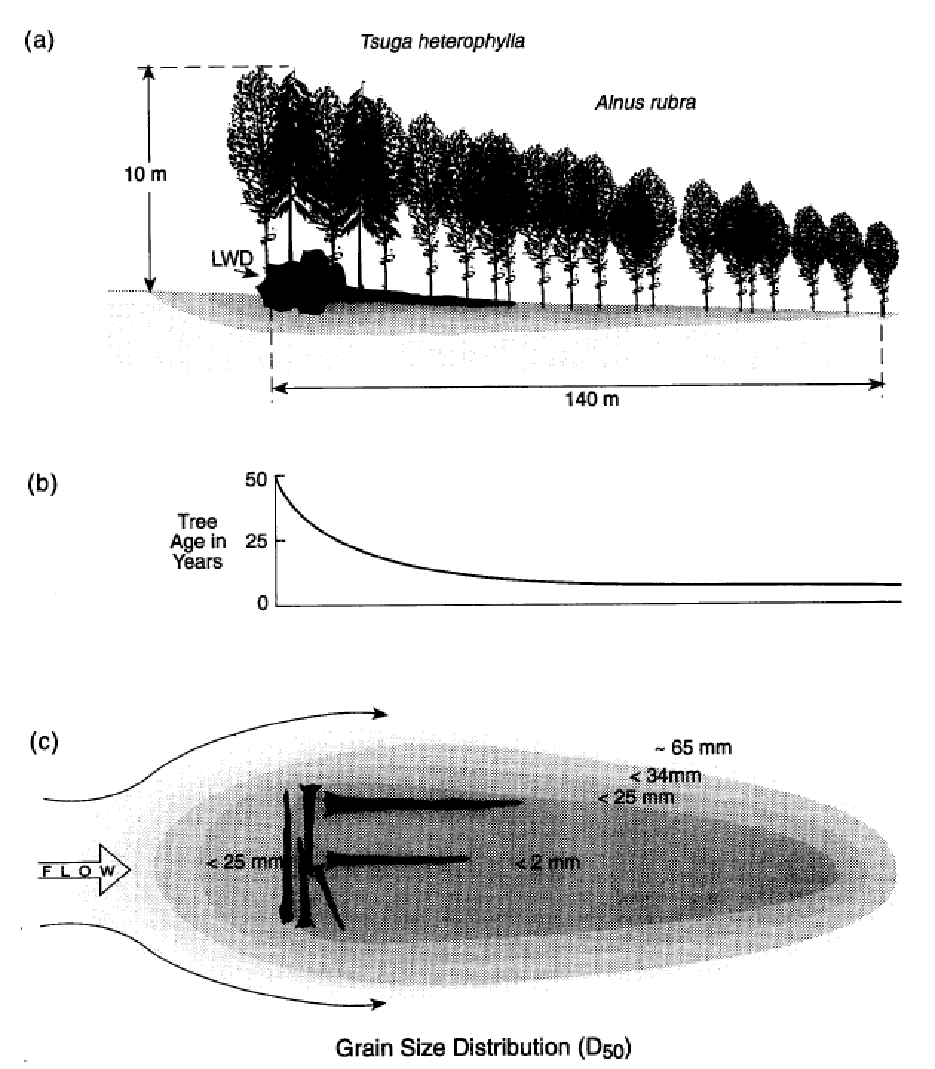 (a)
Tsuga heterophylla
Alnus rubra
10 m
LWD
140 m
(b)
50
Tree
Age in
Years
25
0
(c)
~ 65 mm
< 34mm
< 25 mm
< 25 mm
< 2 mm
FLOW
Grain Size Distribution (D50)